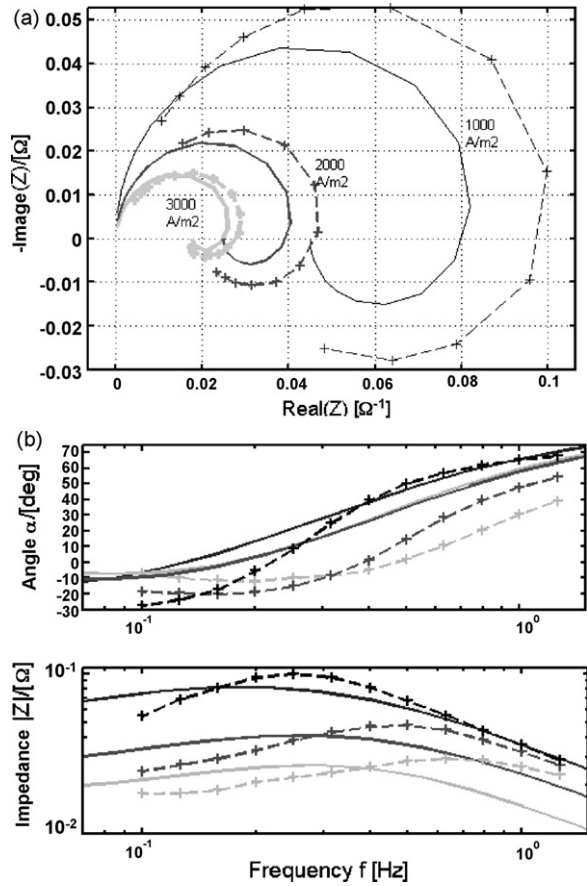 (a)
0.05
0.04
0.03
0.02
0.01
0
-0.01
-0.02
-0.03
-Image(Z)/[Ω]
1000
A/m2
2000
A/m2
3000
A/m2
0 0.02 0.04 0.06 0.08 0.1
Real(Z) [Ω⁻¹]
(b)
70
60
50
40
30
20
10
0
-10
-20
-30
Angle α/[deg]
10⁻¹ 10⁰
10⁻¹
10⁻²
Impedance |Z|/[Ω]
10⁻¹ 10⁰
Frequency f [Hz]